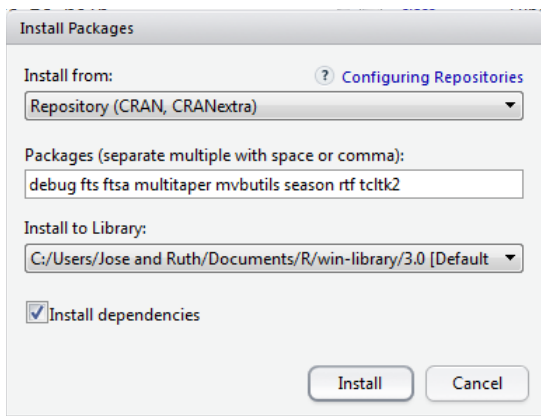 Install Packages
Install from:
? Configuring Repositories
Repository (CRAN, CRANextra)
Packages (separate multiple with space or comma):
debug fts ftsa multitaper mvbutils season rtf tcltk2
Install to Library:
C:/Users/Jose and Ruth/Documents/R/win-library/3.0 [Default
Install dependencies
Install
Cancel